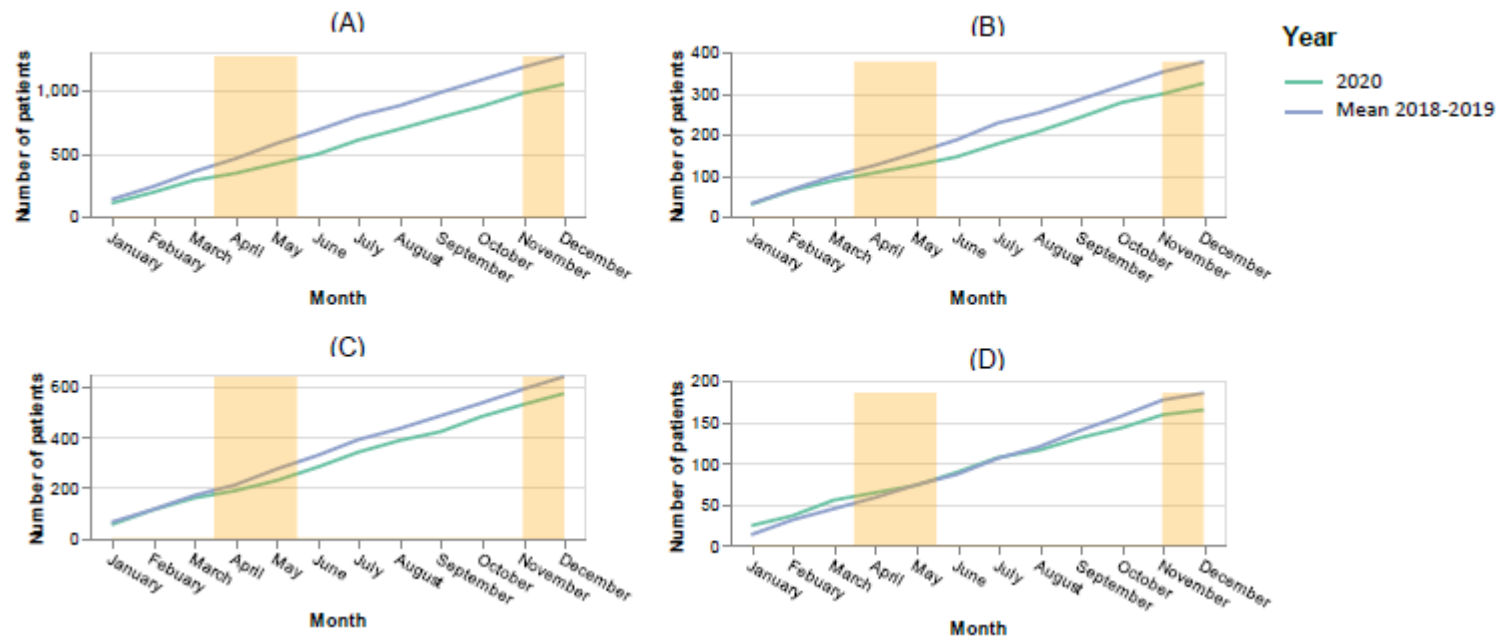 (A)
Number of patients
1,000
500
0
January
Febuary
March
April
May
June
July
August
September
October
November
December
Month
(B)
Number of patients
400
300
200
100
0
January
Febuary
March
April
May
June
July
August
September
October
November
December
Month
Year
2020
Mean 2018-2019
(C)
Number of patients
600
400
200
0
January
Febuary
March
April
May
June
July
August
September
October
November
December
Month
(D)
Number of patients
200
150
100
50
0
January
Febuary
March
April
May
June
July
August
September
October
November
December
Month